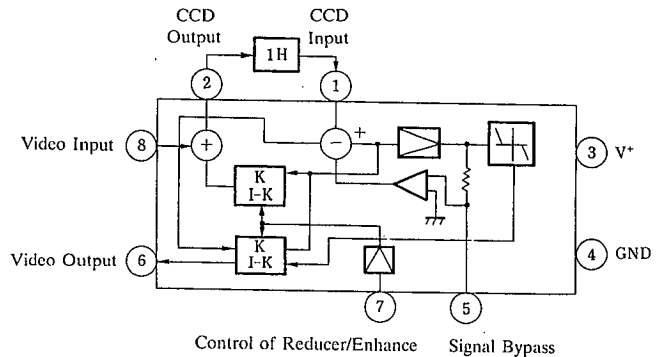 CCD
Output
CCD
Input
1H
2
1
+
Video Input
8
+
−
3
V+
K
I-K
K
I-K
Video Output
6
4
GND
7
5
Control of Reducer/Enhance
Signal Bypass